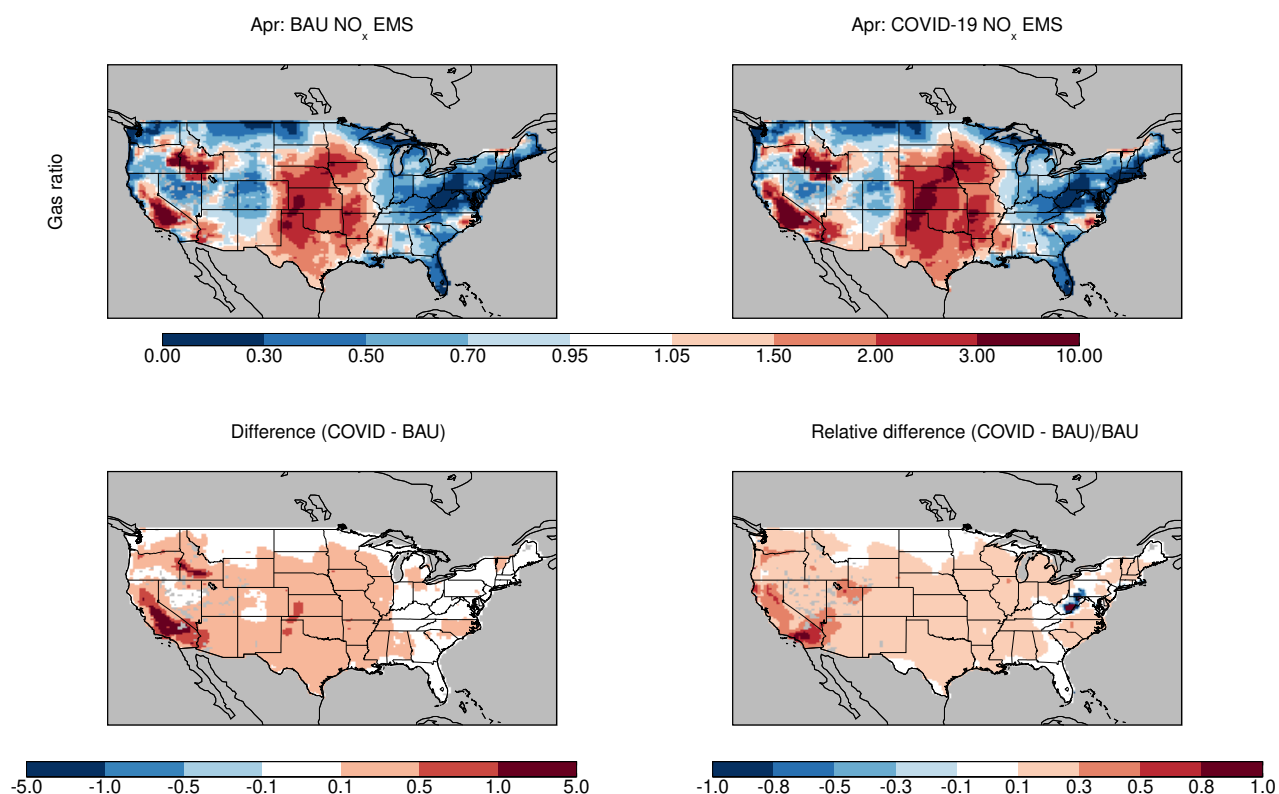 Apr: BAU NOₓ EMS
Apr: COVID-19 NOₓ EMS
Gas ratio
0.00 0.30 0.50 0.70 0.95 1.05 1.50 2.00 3.00 10.00
Difference (COVID - BAU)
Relative difference (COVID - BAU)/BAU
-5.0 -1.0 -0.5 -0.1 0.1 0.5 1.0 5.0
-1.0 -0.8 -0.5 -0.3 -0.1 0.1 0.3 0.5 0.8 1.0